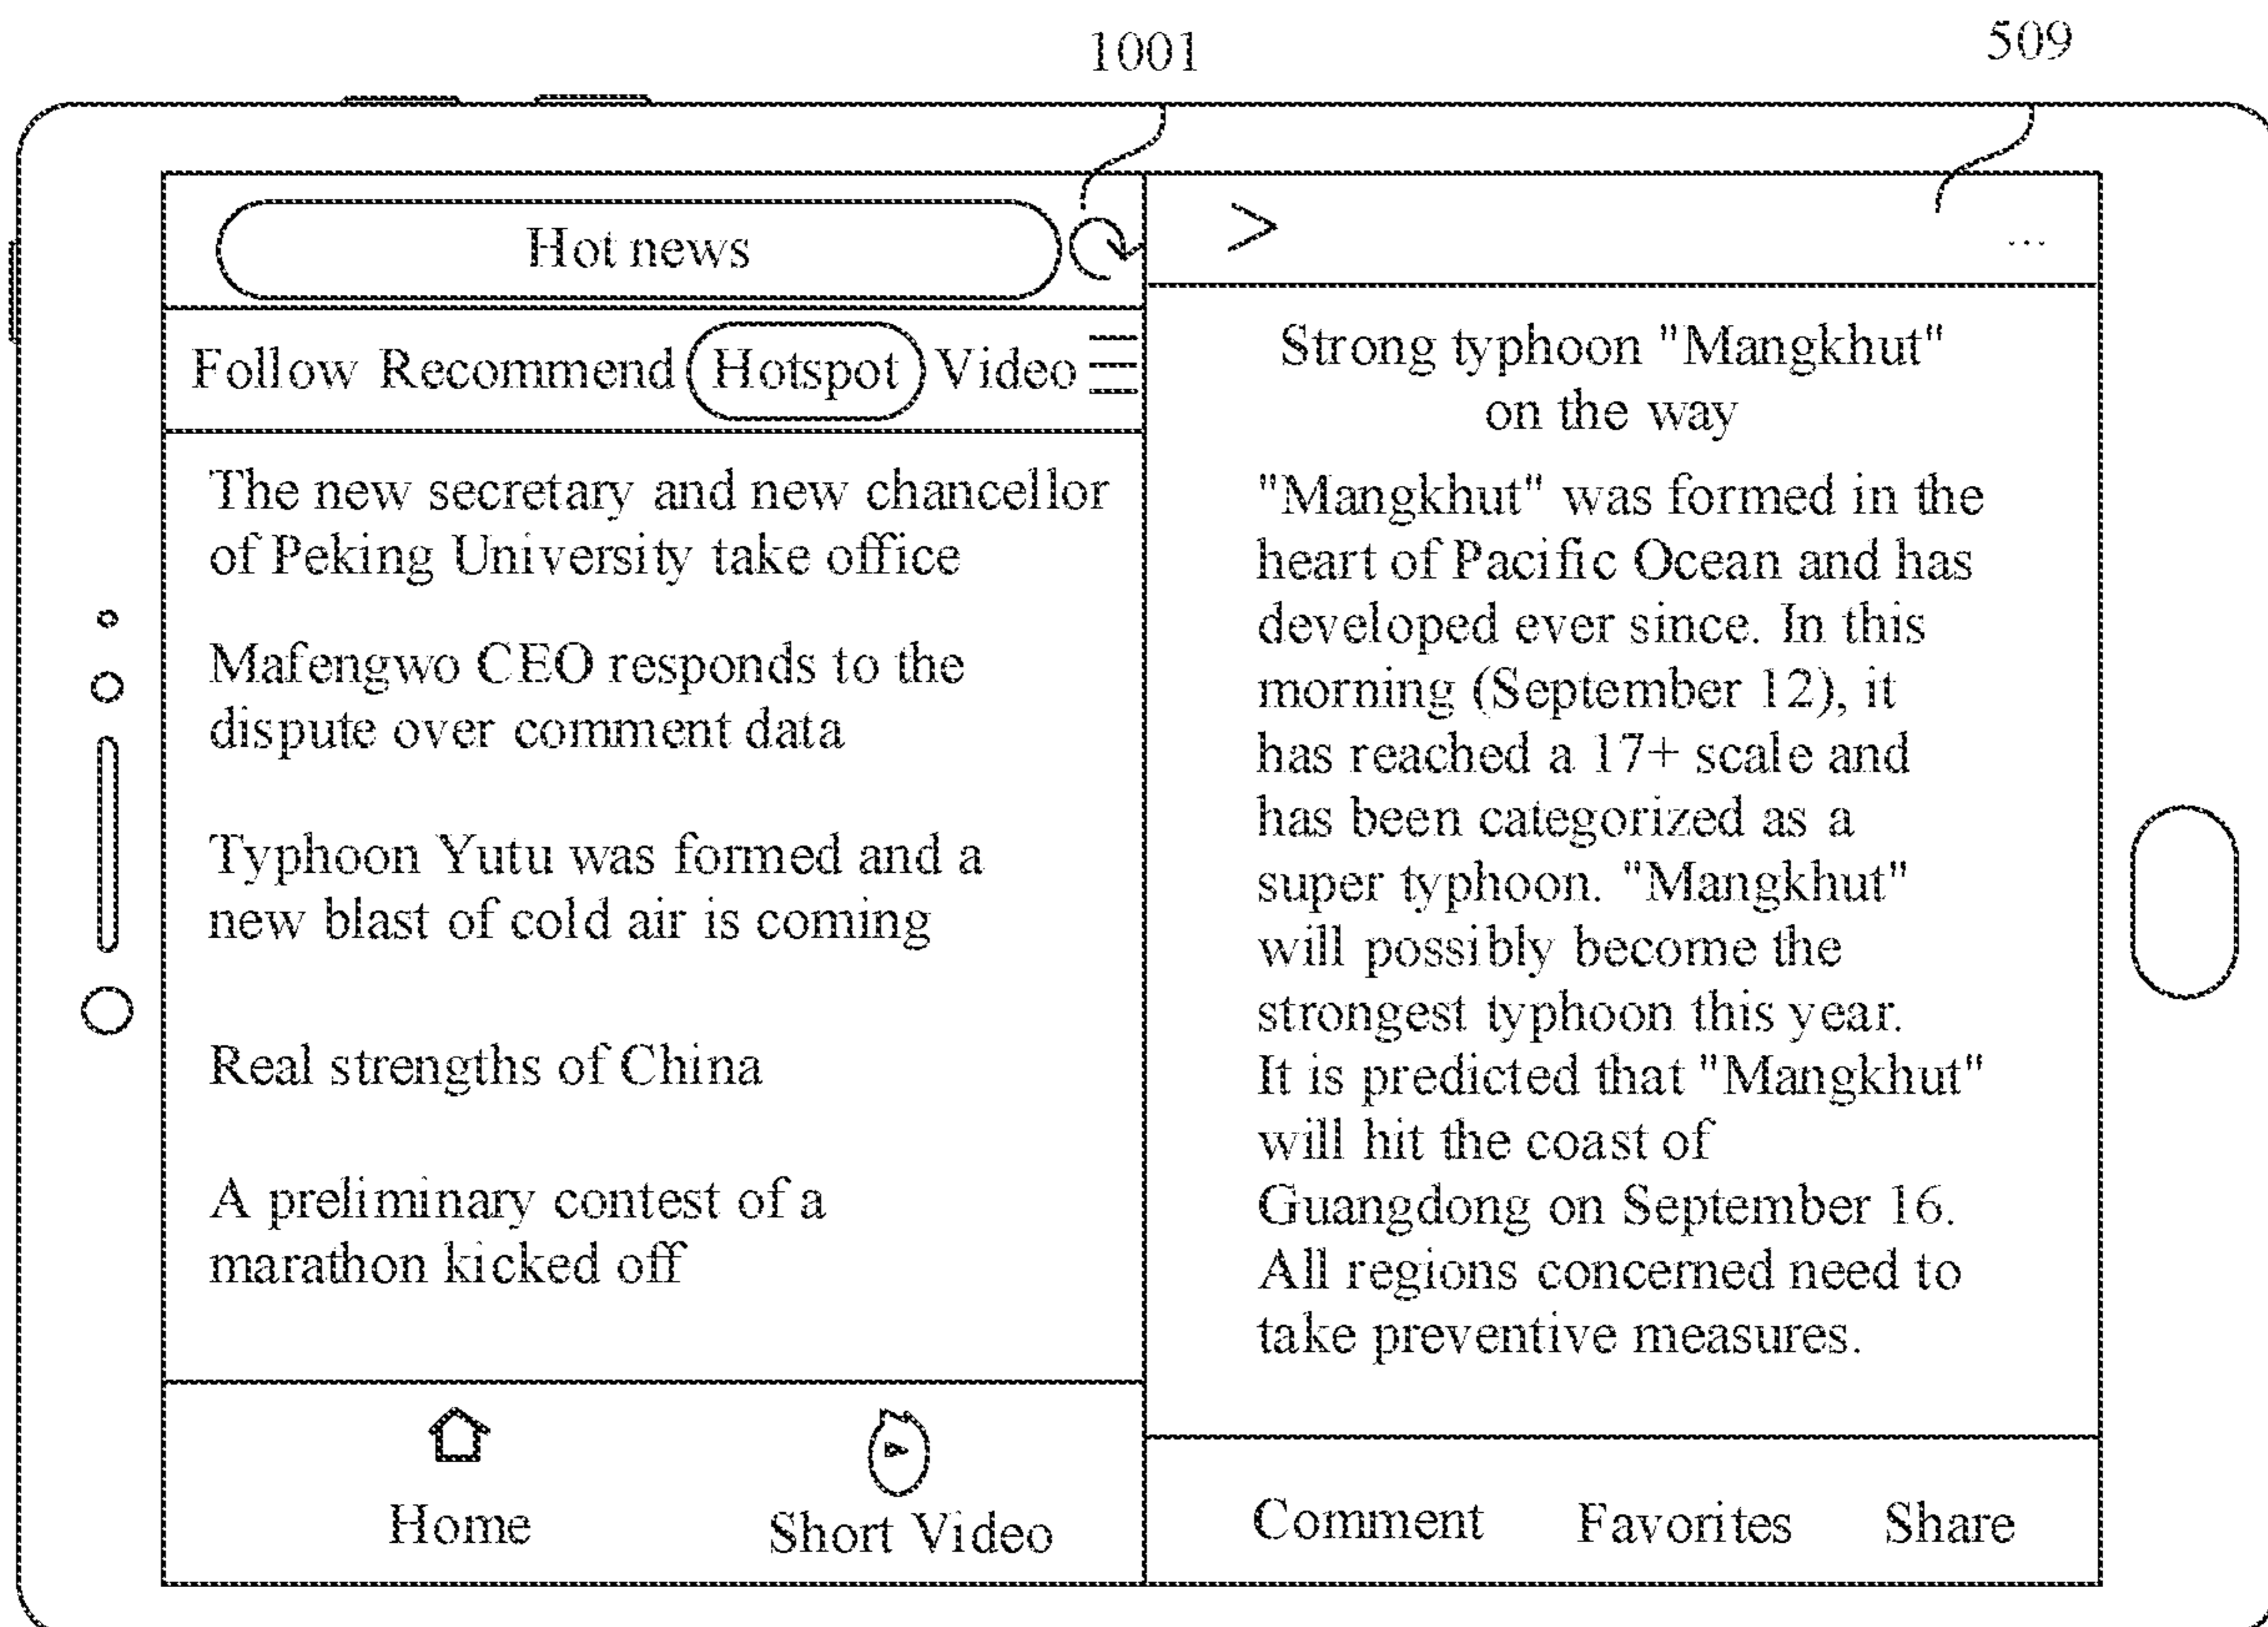 1001
509
Hot news
Follow Recommend Hotspot Video
The new secretary and new chancellor
of Peking University take office
Mafengwo CEO responds to the
dispute over comment data
Typhoon Yutu was formed and a
new blast of cold air is coming
Real strengths of China
A preliminary contest of a
marathon kicked off
Home
Short Video
>
...
Strong typhoon "Mangkhut"
on the way
"Mangkhut" was formed in the
heart of Pacific Ocean and has
developed ever since. In this
morning (September 12), it
has reached a 17+ scale and
has been categorized as a
super typhoon. "Mangkhut"
will possibly become the
strongest typhoon this year.
It is predicted that "Mangkhut"
will hit the coast of
Guangdong on September 16.
All regions concerned need to
take preventive measures.
Comment Favorites Share